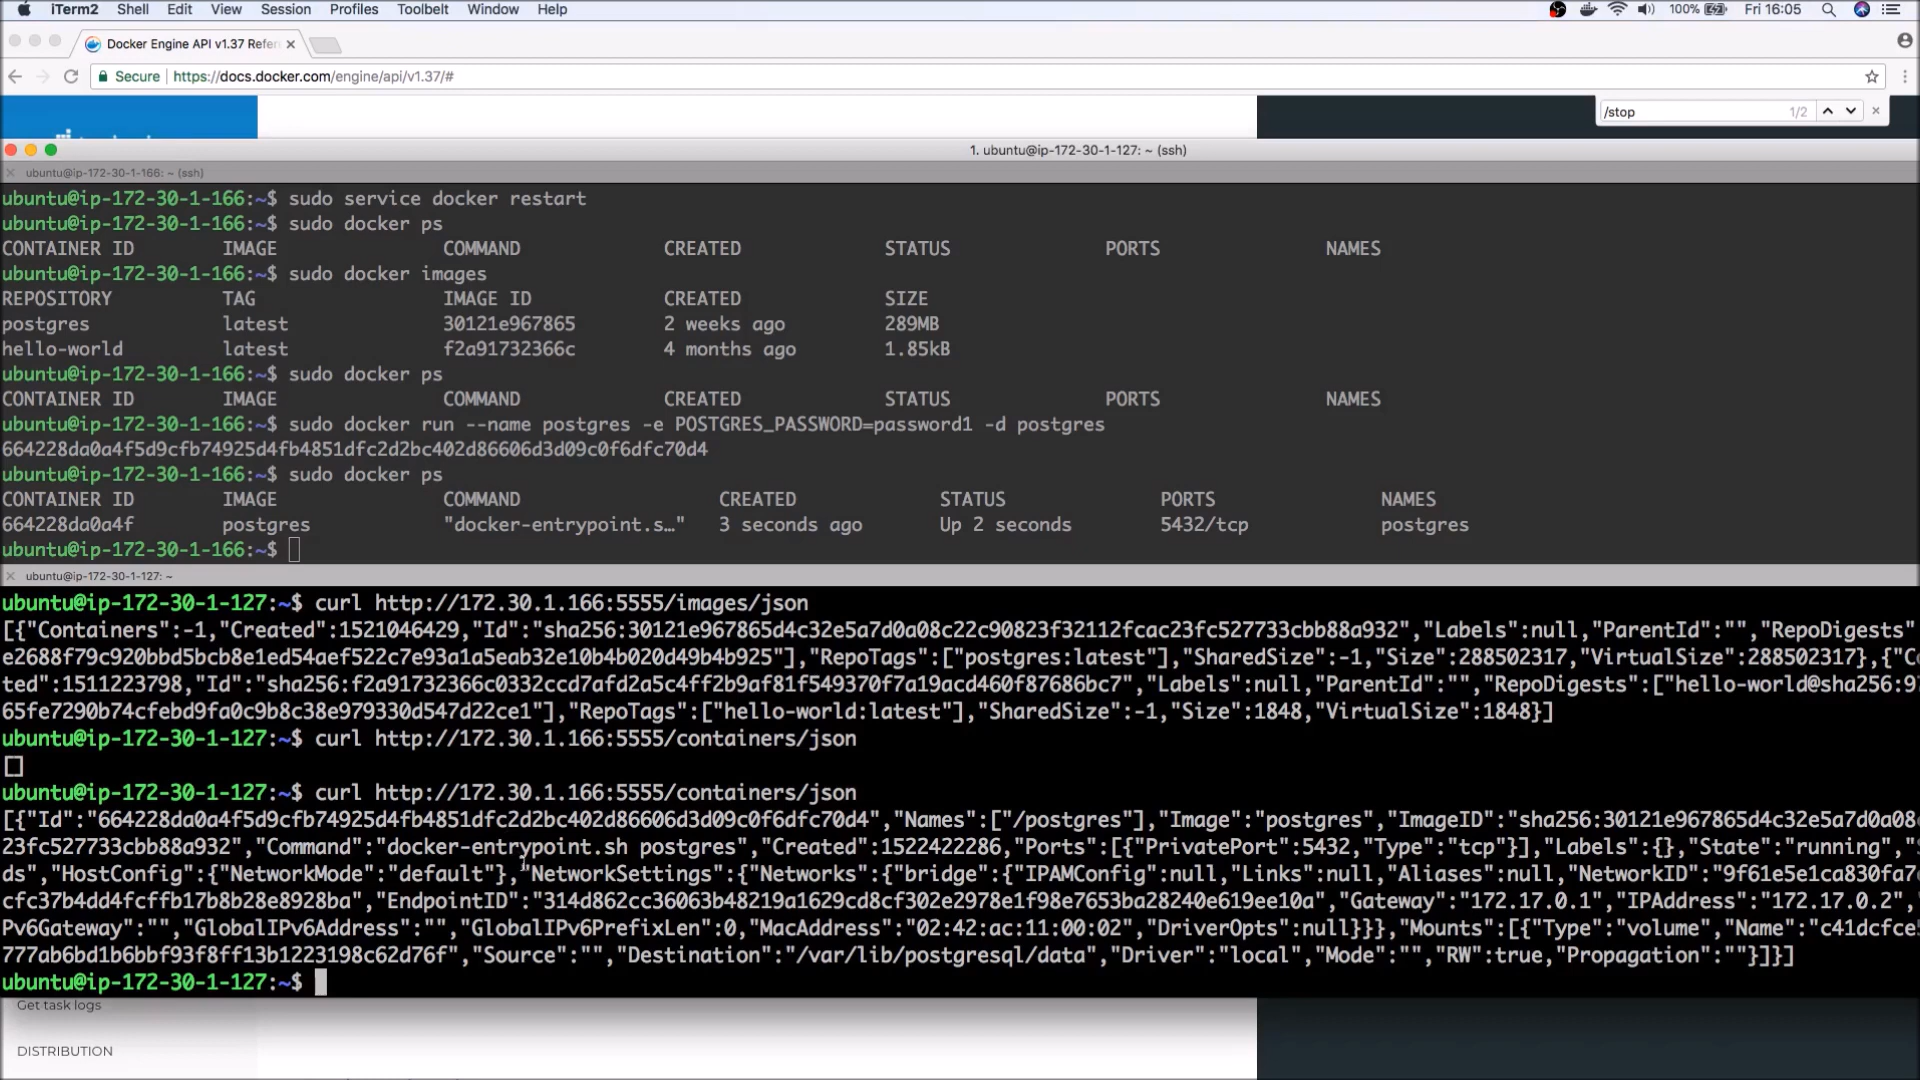 iTerm2 Shell Edit View Session Profiles Toolbelt Window Help 100% Fri 16:05
Docker Engine API v1.37 Refere
Secure https://docs.docker.com/engine/api/v1.37/#
/stop 1/2
1. ubuntu@ip-172-30-1-127: ~ (ssh)
ubuntu@ip-172-30-1-166: ~ (ssh)
ubuntu@ip-172-30-1-166:~$ sudo service docker restart
ubuntu@ip-172-30-1-166:~$ sudo docker ps
CONTAINER ID IMAGE COMMAND CREATED STATUS PORTS NAMES
ubuntu@ip-172-30-1-166:~$ sudo docker images
REPOSITORY TAG IMAGE ID CREATED SIZE
postgres latest 30121e967865 2 weeks ago 289MB
hello-world latest f2a91732366c 4 months ago 1.85kB
ubuntu@ip-172-30-1-166:~$ sudo docker ps
CONTAINER ID IMAGE COMMAND CREATED STATUS PORTS NAMES
ubuntu@ip-172-30-1-166:~$ sudo docker run --name postgres -e POSTGRES_PASSWORD=password1 -d postgres
664228da0a4f5d9cfb74925d4fb4851dfc2d2bc402d86606d3d09c0f6dfc70d4
ubuntu@ip-172-30-1-166:~$ sudo docker ps
CONTAINER ID IMAGE COMMAND CREATED STATUS PORTS NAMES
664228da0a4f postgres "docker-entrypoint.s…" 3 seconds ago Up 2 seconds 5432/tcp postgres
ubuntu@ip-172-30-1-166:~$
ubuntu@ip-172-30-1-127: ~
ubuntu@ip-172-30-1-127:~$ curl http://172.30.1.166:5555/images/json
[{"Containers":-1,"Created":1521046429,"Id":"sha256:30121e967865d4c32e5a7d0a08c22c90823f32112fcac23fc527733cbb88a932","Labels":null,"ParentId":"","RepoDigests"
e2688f79c920bbd5bcb8e1ed54aef522c7e93a1a5eab32e10b4b020d49b4b925"],"RepoTags":["postgres:latest"],"SharedSize":-1,"Size":288502317,"VirtualSize":288502317},{"C
ted":1511223798,"Id":"sha256:f2a91732366c0332ccd7afd2a5c4ff2b9af81f549370f7a19acd460f87686bc7","Labels":null,"ParentId":"","RepoDigests":["hello-world@sha256:9
65fe7290b74cfebd9fa0c9b8c38e979330d547d22ce1"],"RepoTags":["hello-world:latest"],"SharedSize":-1,"Size":1848,"VirtualSize":1848}]
ubuntu@ip-172-30-1-127:~$ curl http://172.30.1.166:5555/containers/json
[]
ubuntu@ip-172-30-1-127:~$ curl http://172.30.1.166:5555/containers/json
[{"Id":"664228da0a4f5d9cfb74925d4fb4851dfc2d2bc402d86606d3d09c0f6dfc70d4","Names":["/postgres"],"Image":"postgres","ImageID":"sha256:30121e967865d4c32e5a7d0a08
23fc527733cbb88a932","Command":"docker-entrypoint.sh postgres","Created":1522422286,"Ports":[{"PrivatePort":5432,"Type":"tcp"}],"Labels":{},"State":"running","S
ds","HostConfig":{"NetworkMode":"default"},"NetworkSettings":{"Networks":{"bridge":{"IPAMConfig":null,"Links":null,"Aliases":null,"NetworkID":"9f61e5e1ca830fa7
cfc37b4dd4fcffb17b8b28e8928ba","EndpointID":"314d862cc36063b48219a1629cd8cf302e2978e1f98e7653ba28240e619ee10a","Gateway":"172.17.0.1","IPAddress":"172.17.0.2",
Pv6Gateway":"","GlobalIPv6Address":"","GlobalIPv6PrefixLen":0,"MacAddress":"02:42:ac:11:00:02","DriverOpts":null}}},"Mounts":[{"Type":"volume","Name":"c41dcfce
777ab6bd1b6bbf93f8ff13b1223198c62d76f","Source":"","Destination":"/var/lib/postgresql/data","Driver":"local","Mode":"","RW":true,"Propagation":""}]}]
ubuntu@ip-172-30-1-127:~$
Get task logs
DISTRIBUTION